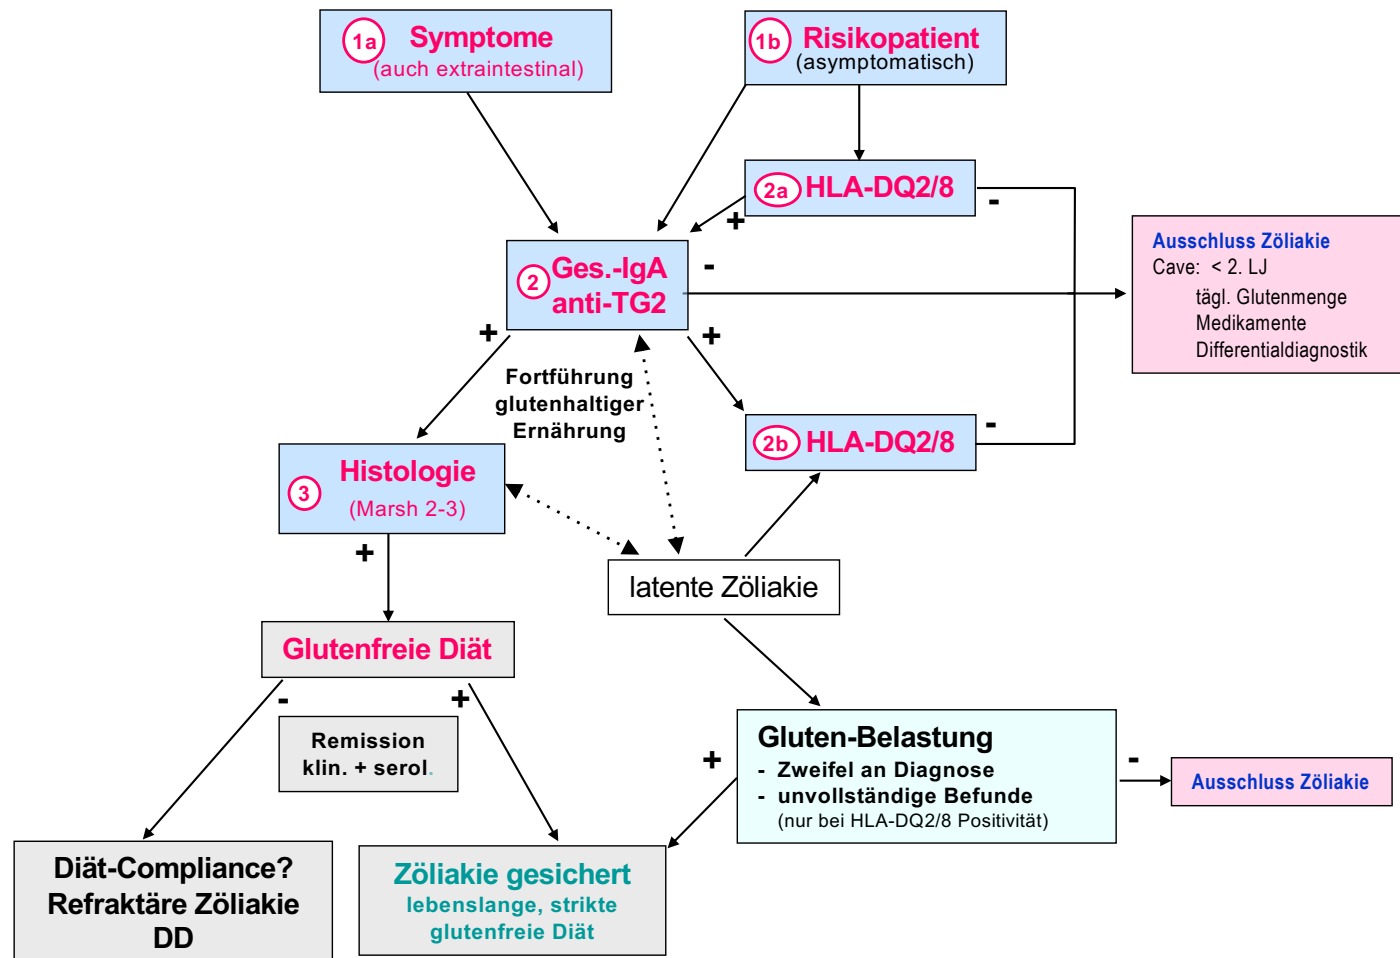 1a Symptome
(auch extraintestinal)
1b Risikopatient
(asymptomatisch)
2a HLA-DQ2/8
-
+
2 Ges.-IgA
anti-TG2
-
+
+
Ausschluss Zöliakie
Cave: < 2. LJ
tägl. Glutenmenge
Medikamente
Differentialdiagnostik
Fortführung
glutenhaltiger
Ernährung
2b HLA-DQ2/8
-
3 Histologie
(Marsh 2-3)
+
latente Zöliakie
Glutenfreie Diät
-
+
Remission
klin. + serol.
Gluten-Belastung
- Zweifel an Diagnose
- unvollständige Befunde
(nur bei HLA-DQ2/8 Positivität)
+
-
Ausschluss Zöliakie
Diät-Compliance?
Refraktäre Zöliakie
DD
Zöliakie gesichert
lebenslange, strikte
glutenfreie Diät